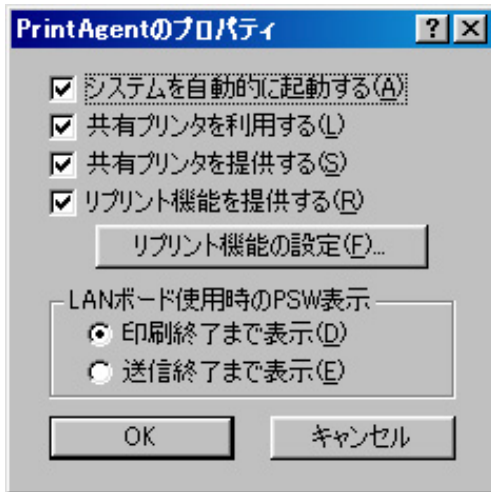 PrintAgentのプロパティ
システムを自動的に起動する(A)
共有プリンタを利用する(L)
共有プリンタを提供する(S)
リプリント機能を提供する(R)
リプリント機能の設定(F)...
LANボード使用時のPSW表示
印刷終了まで表示(D)
送信終了まで表示(E)
OK
キャンセル